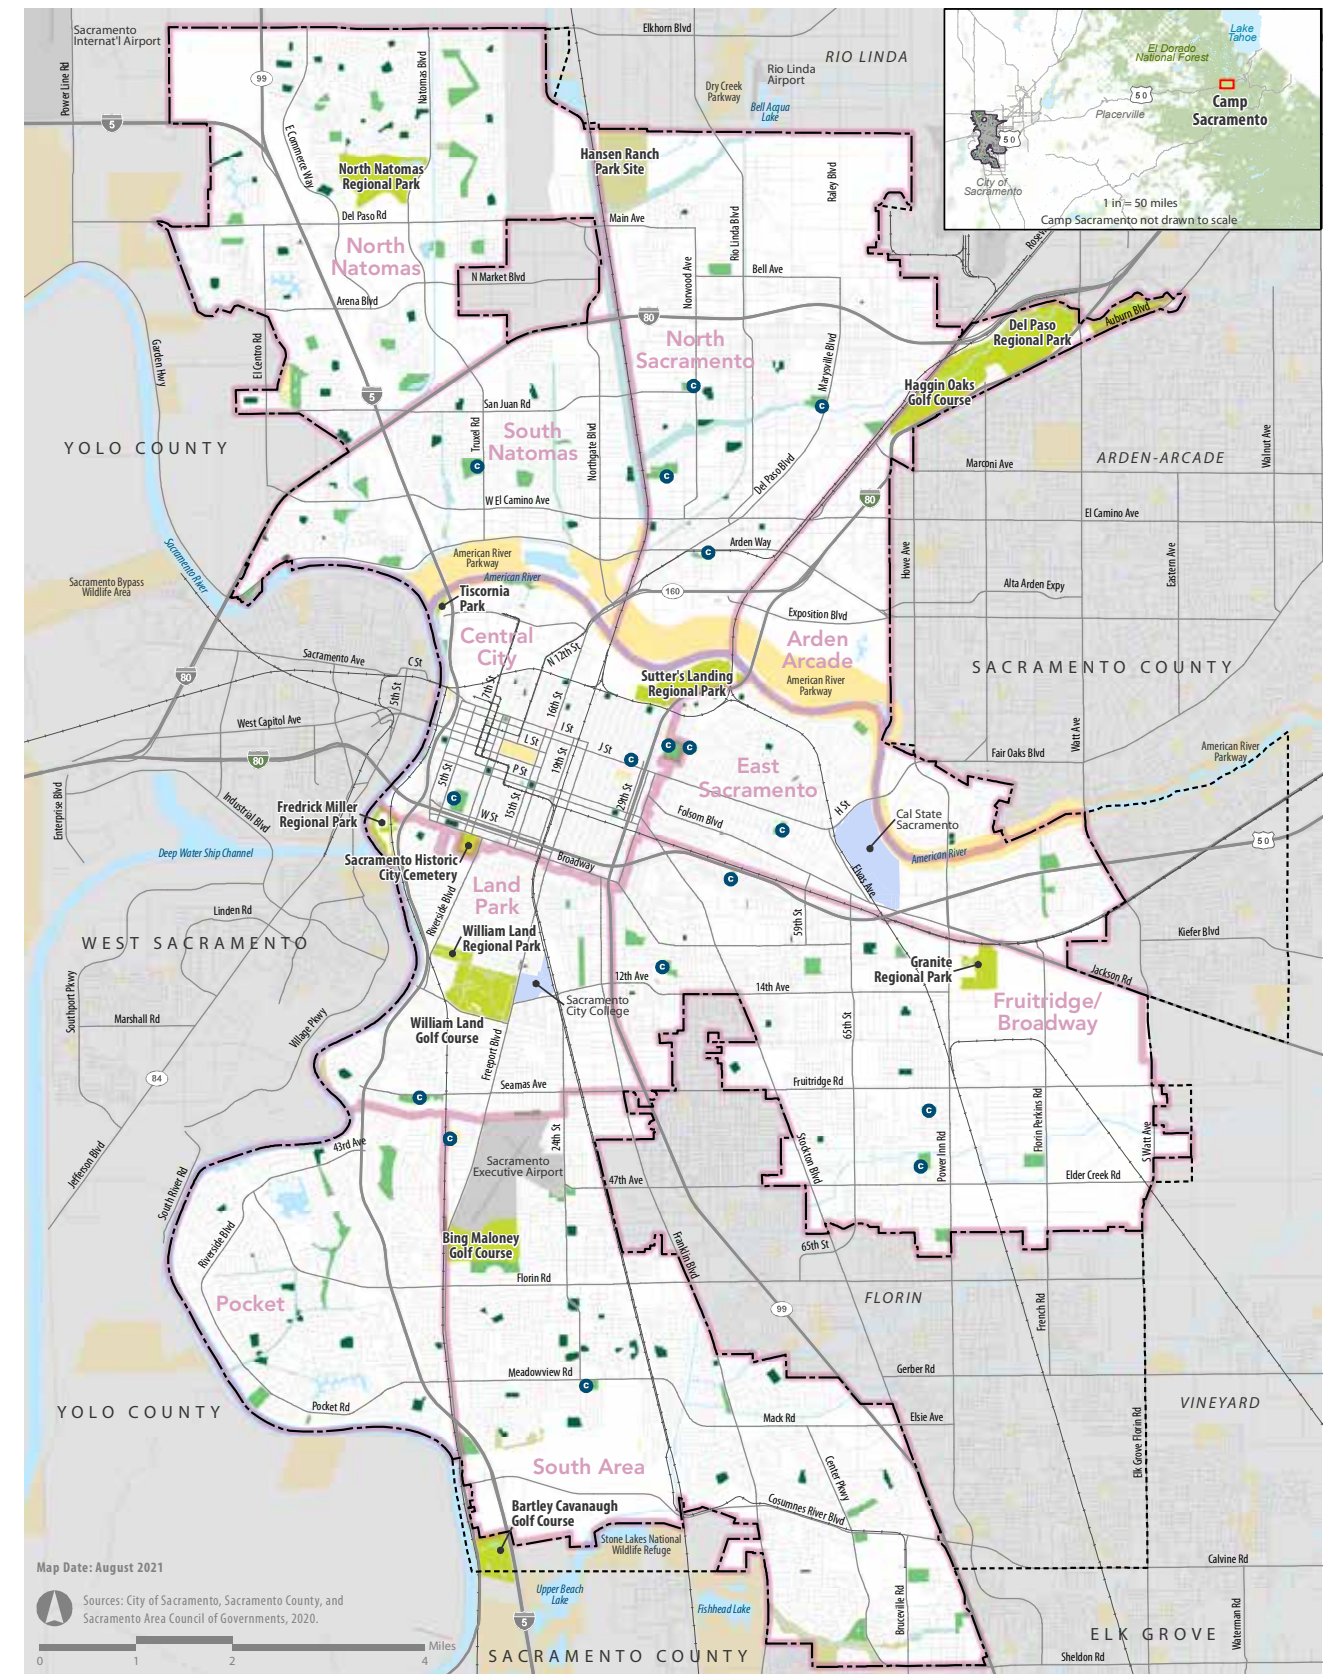 Sacramento
Internat'l Airport
Elkhorn Blvd
RIO LINDA
Power Line Rd
99
Natomas Blvd
Dry Creek
Parkway
Rio Linda
Airport
Bell Acqua
Lake
5
E Commerce Way
North Natomas
Regional Park
Hansen Ranch
Park Site
Raley Blvd
Del Paso Rd
Main Ave
Rio Linda Blvd
North
Natomas
N Market Blvd
Norwood Ave
Bell Ave
Arena Blvd
80
Lake
Tahoe
El Dorado
National Forest
50
Camp
Sacramento
Placerville
50
City of
Sacramento
1 in = 50 miles
Camp Sacramento not drawn to scale
Garden Hwy
El Centro Rd
North
Sacramento
Marysville Blvd
Del Paso
Regional Park
Auburn Blvd
5
C
C
Haggin Oaks
Golf Course
San Juan Rd
Truxel Rd
South
Natomas
Northgate Blvd
YOLO COUNTY
C
C
Del Paso Blvd
Marconi Ave
ARDEN-ARCADE
Walnut Ave
W El Camino Ave
80
El Camino Ave
Sacramento River
American River
Parkway
C
Arden Way
Howe Ave
Eastern Ave
Sacramento Bypass
Wildlife Area
American River
Tiscornia
Park
160
Alta Arden Expy
Exposition Blvd
Central
City
N 12th St
Arden
Arcade
American River
Parkway
SACRAMENTO COUNTY
Sacramento Ave
C St
80
5th St
7th St
16th St
Sutter's Landing
Regional Park
West Capitol Ave
I St
L St
J St
C
C
C
Fair Oaks Blvd
Watt Ave
American River
Parkway
80
P St
19th St
East
Sacramento
Enterprise Blvd
Industrial Blvd
5th St
C
15th St
29th St
W St
Fredrick Miller
Regional Park
Folsom Blvd
H St
C
Cal State
Sacramento
50
Deep Water Ship Channel
Sacramento Historic
City Cemetery
Broadway
American River
Elvas Ave
Land
Park
C
Linden Rd
Riverside Blvd
WEST SACRAMENTO
William Land
Regional Park
59th St
Kiefer Blvd
Granite
Regional Park
Southport Pkwy
12th Ave
C
14th Ave
Jackson Rd
Sacramento
City College
Fruitridge/
Broadway
Marshall Rd
Village Pkwy
William Land
Golf Course
65th St
Freeport Blvd
84
Seamas Ave
Fruitridge Rd
C
C
Florin Perkins Rd
43rd Ave
C
24th St
S Watt Ave
Jefferson Blvd
South River Rd
Sacramento
Executive Airport
47th Ave
Stockton Blvd
C
Power Inn Rd
Elder Creek Rd
Riverside Blvd
Bing Maloney
Golf Course
Franklin Blvd
65th St
Florin Rd
Pocket
99
FLORIN
French Rd
Meadowview Rd
C
Gerber Rd
YOLO COUNTY
Pocket Rd
Mack Rd
Elsie Ave
VINEYARD
Elk Grove Florin Rd
South Area
Center Pkwy
Bartley Cavanaugh
Golf Course
Cosumnes River Blvd
Stone Lakes National
Wildlife Refuge
Calvine Rd
Map Date: August 2021
Upper Beach
Lake
Fishhead Lake
Bruceville Rd
Waterman Rd
Sources: City of Sacramento, Sacramento County, and
Sacramento Area Council of Governments, 2020.
5
ELK GROVE
Miles
0 1 2 4
SACRAMENTO COUNTY
Sheldon Rd